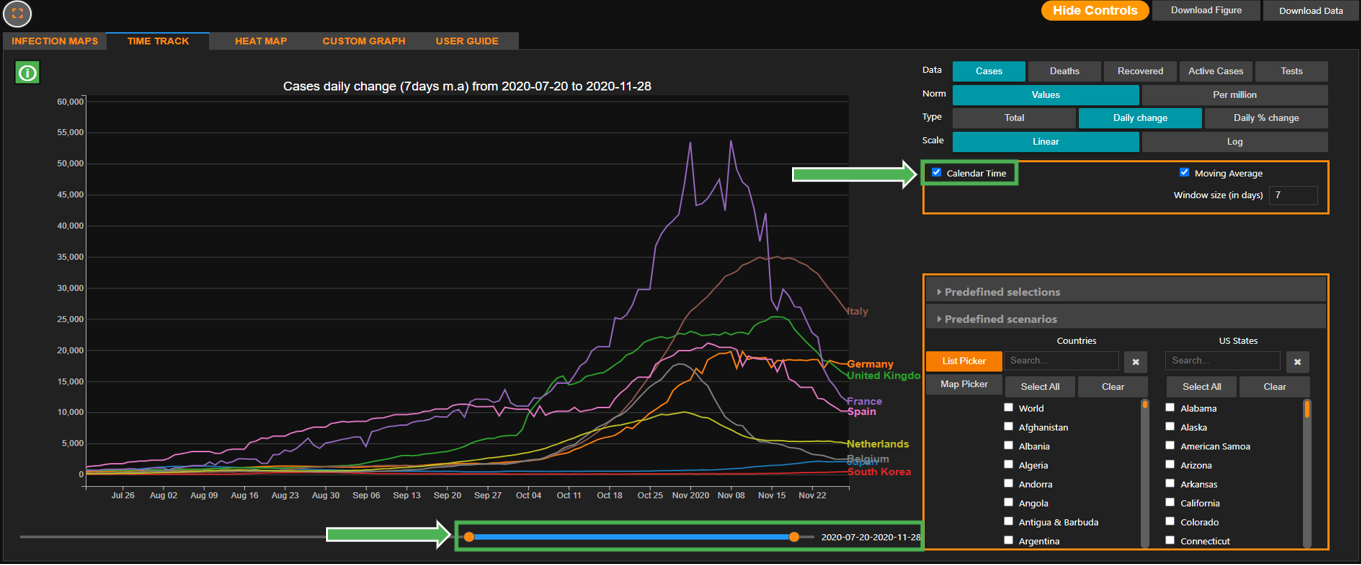 Hide Controls
Download Figure
Download Data
INFECTION MAPS
TIME TRACK
HEAT MAP
CUSTOM GRAPH
USER GUIDE
Cases daily change (7days m.a) from 2020-07-20 to 2020-11-28
60,000
55,000
50,000
45,000
40,000
35,000
30,000
25,000
20,000
15,000
10,000
5,000
0
Jul 26 Aug 02 Aug 09 Aug 16 Aug 23 Aug 30 Sep 06 Sep 13 Sep 20 Sep 27 Oct 04 Oct 11 Oct 18 Oct 25 Nov 2020 Nov 08 Nov 15 Nov 22
Italy
Germany
United Kingdo
France
Spain
Netherlands
Belgium
Japan
South Korea
2020-07-20-2020-11-28
Data Cases Deaths Recovered Active Cases Tests
Norm Values Per million
Type Total Daily change Daily % change
Scale Linear Log
Calendar Time Moving Average
Window size (in days) 7
Predefined selections
Predefined scenarios
Countries US States
List Picker Search... Search...
Map Picker Select All Clear Select All Clear
World Alabama
Afghanistan Alaska
Albania American Samoa
Algeria Arizona
Andorra Arkansas
Angola California
Antigua & Barbuda Colorado
Argentina Connecticut